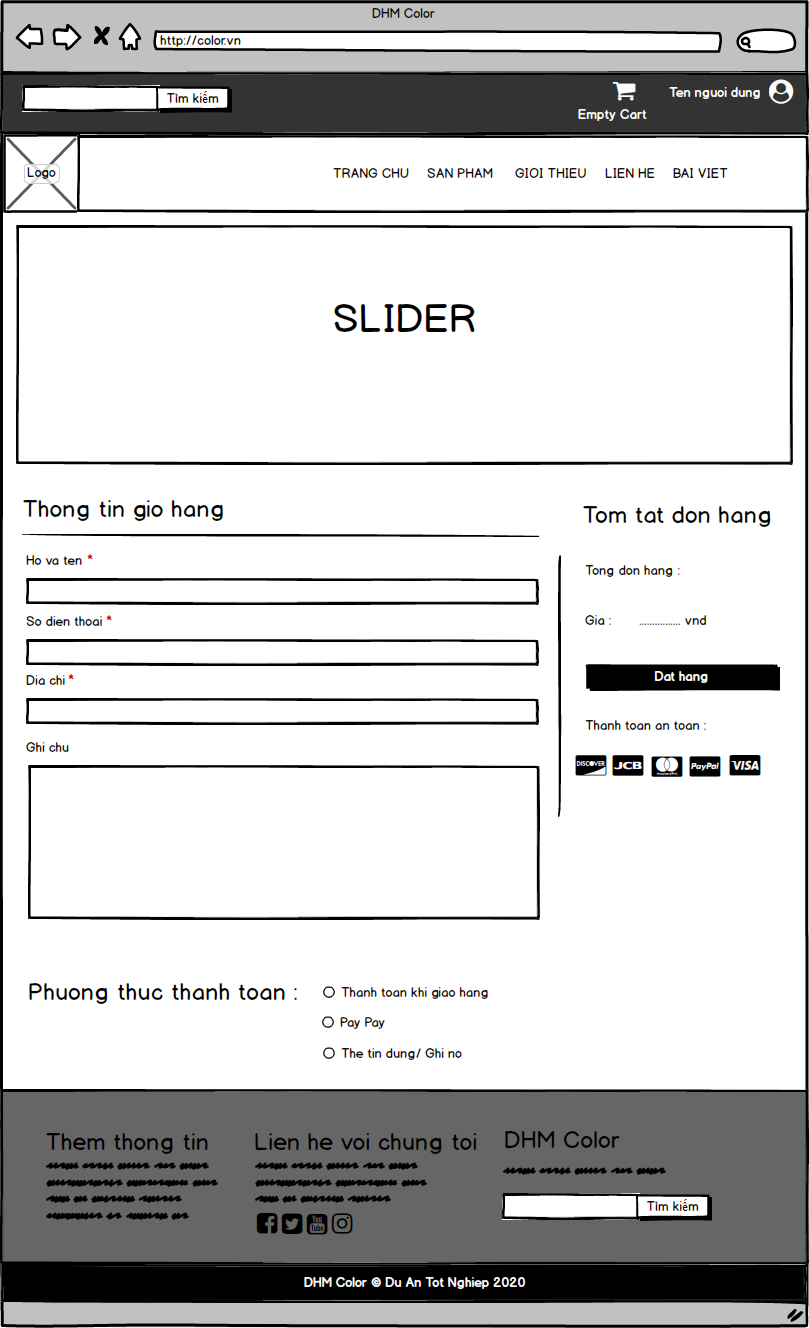 DHM Color
http://color.vn
Tìm kiếm
Empty Cart
Ten nguoi dung
Logo
TRANG CHU SAN PHAM GIOI THIEU LIEN HE BAI VIET
SLIDER
Thong tin gio hang
Ho va ten *
So dien thoai *
Dia chi *
Ghi chu
Tom tat don hang
Tong don hang :
Gia : ................ vnd
Dat hang
Thanh toan an toan :
DISCOVER JCB MasterCard PayPal VISA
Phuong thuc thanh toan :
Thanh toan khi giao hang
Pay Pay
The tin dung/ Ghi no
Them thong tin
Lien he voi chung toi
You Tube
DHM Color
Tìm kiếm
DHM Color © Du An Tot Nghiep 2020